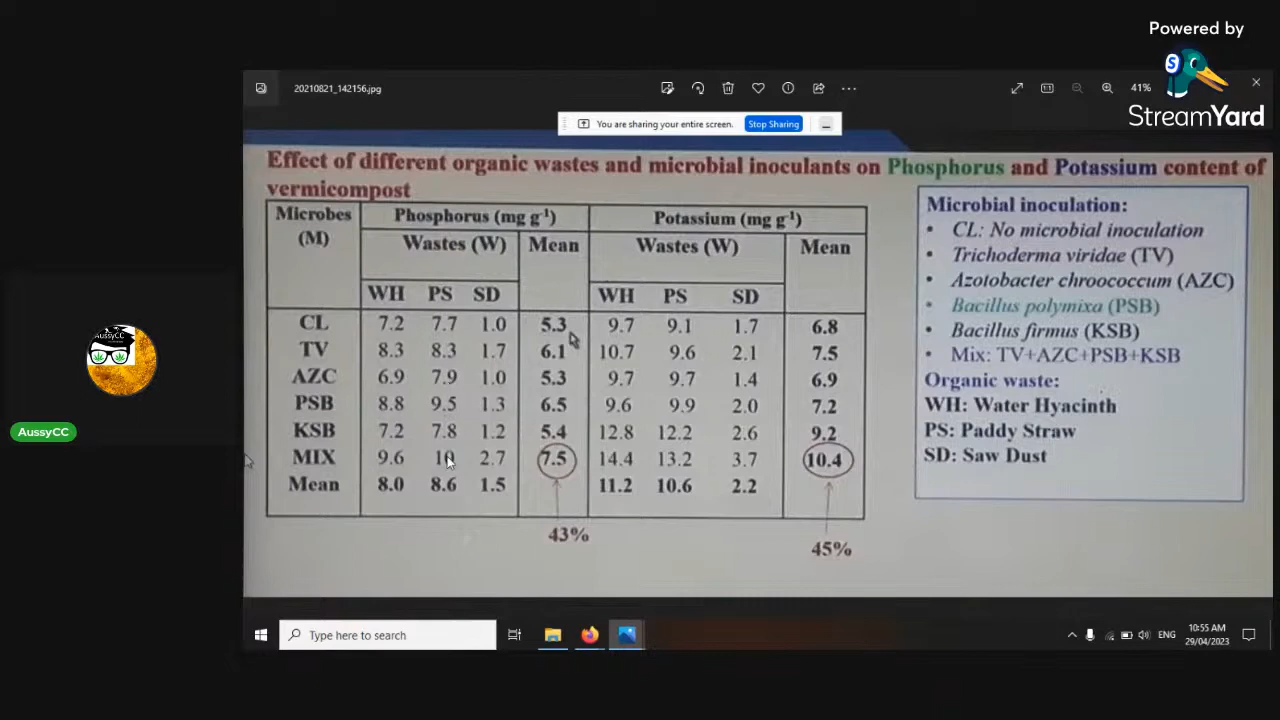 Powered by
S
StreamYard
20210821_142156.jpg
41%
You are sharing your entire screen.
Stop Sharing
Effect of different organic wastes and microbial inoculants on Phosphorus and Potassium content of
vermicompost
Microbes (M) Phosphorus (mg g-1) Potassium (mg g-1)
Wastes (W) Mean Wastes (W) Mean
WH PS SD WH PS SD
CL 7.2 7.7 1.0 5.3 9.7 9.1 1.7 6.8
TV 8.3 8.3 1.7 6.1 10.7 9.6 2.1 7.5
AZC 6.9 7.9 1.0 5.3 9.7 9.7 1.4 6.9
PSB 8.8 9.5 1.3 6.5 9.6 9.9 2.0 7.2
KSB 7.2 7.8 1.2 5.4 12.8 12.2 2.6 9.2
MIX 9.6 10 2.7 7.5 14.4 13.2 3.7 10.4
Mean 8.0 8.6 1.5 11.2 10.6 2.2
43%
45%
Microbial inoculation:
• CL: No microbial inoculation
• Trichoderma viridae (TV)
• Azotobacter chroococcum (AZC)
• Bacillus polymixa (PSB)
• Bacillus firmus (KSB)
• Mix: TV+AZC+PSB+KSB
Organic waste:
WH: Water Hyacinth
PS: Paddy Straw
SD: Saw Dust
AussyCC
AussyCC
Type here to search
ENG
10:55 AM
29/04/2023